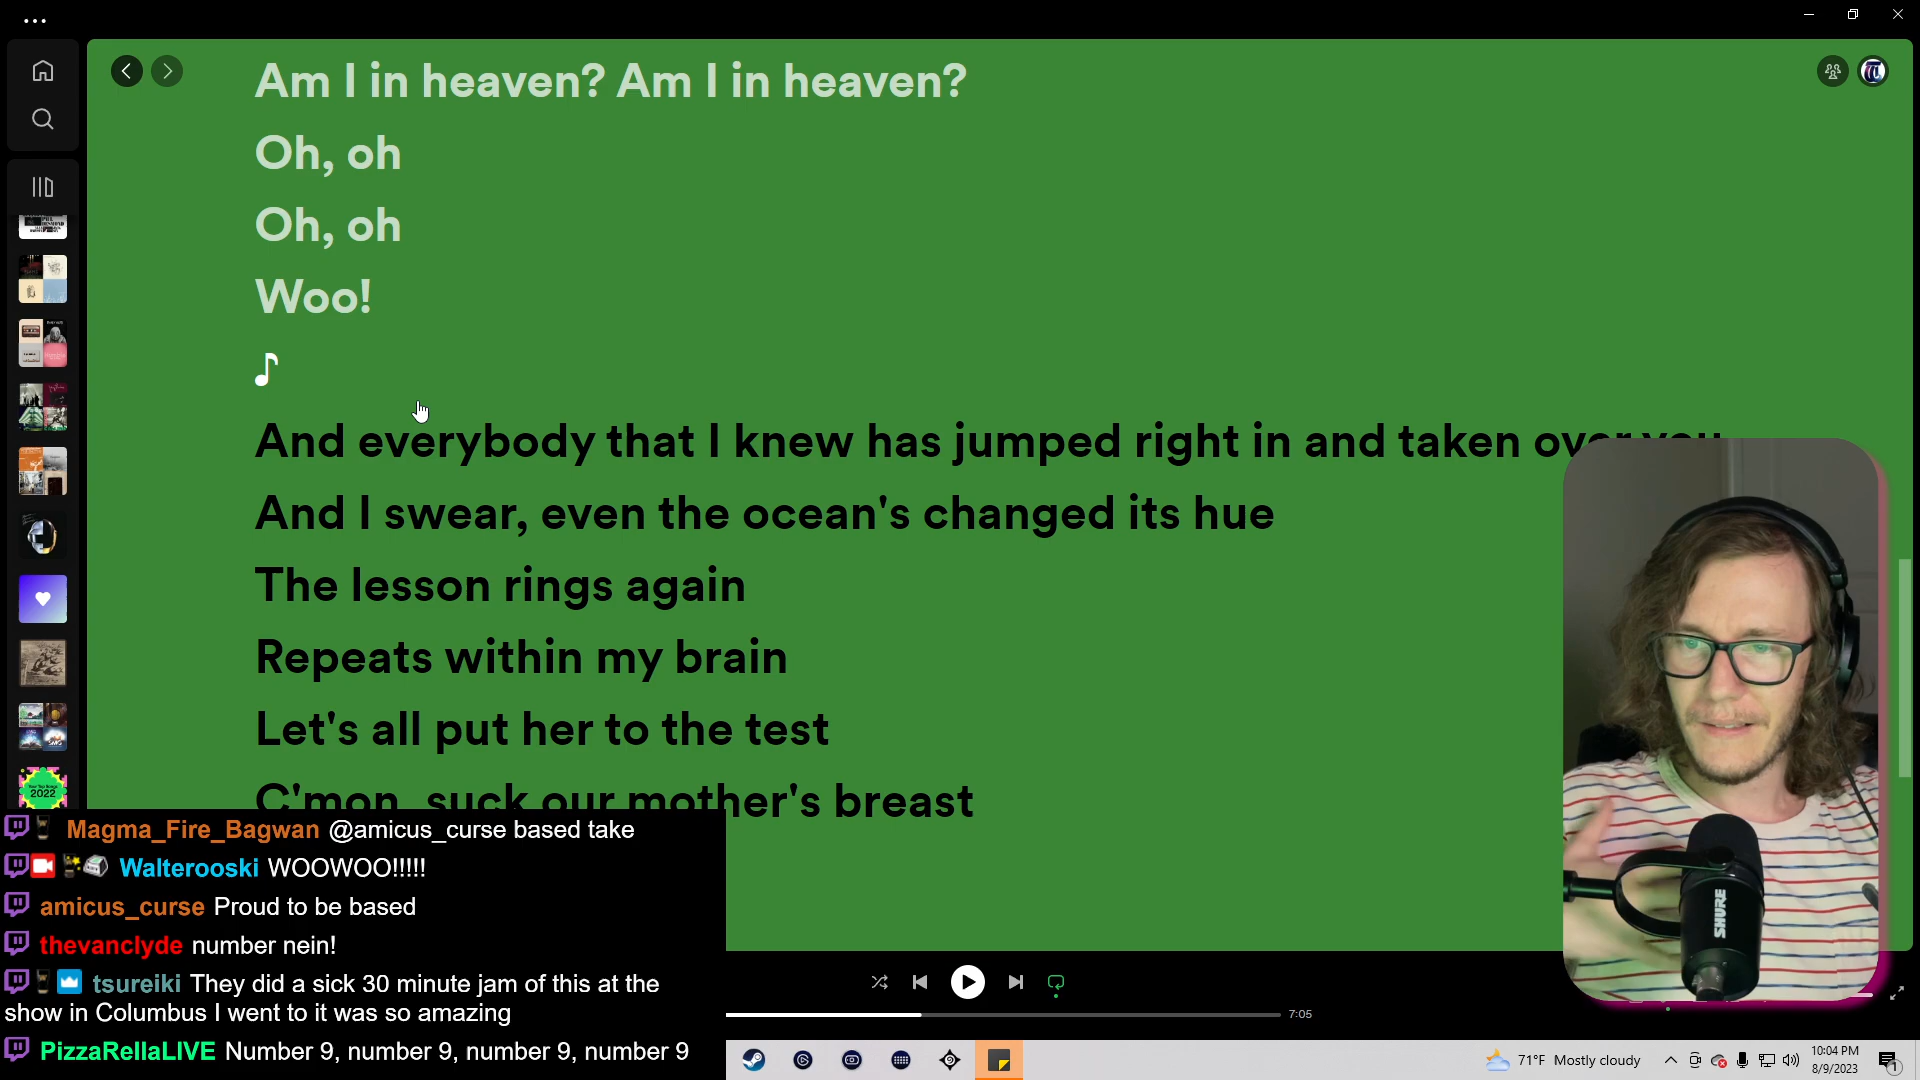 Am I in heaven? Am I in heaven?
Oh, oh
Oh, oh
Woo!
And everybody that I knew has jumped right in and taken over you
And I swear, even the ocean's changed its hue
The lesson rings again
Repeats within my brain
Let's all put her to the test
C'mon, suck our mother's breast
2022
Magma_Fire_Bagwan @amicus_curse based take
Walterooski WOOWOO!!!!!
amicus_curse Proud to be based
thevanclyde number nein!
tsureiki They did a sick 30 minute jam of this at the
show in Columbus I went to it was so amazing
PizzaRellaLIVE Number 9, number 9, number 9, number 9
7:05
SHURE
71°F Mostly cloudy
10:04 PM
8/9/2023
1